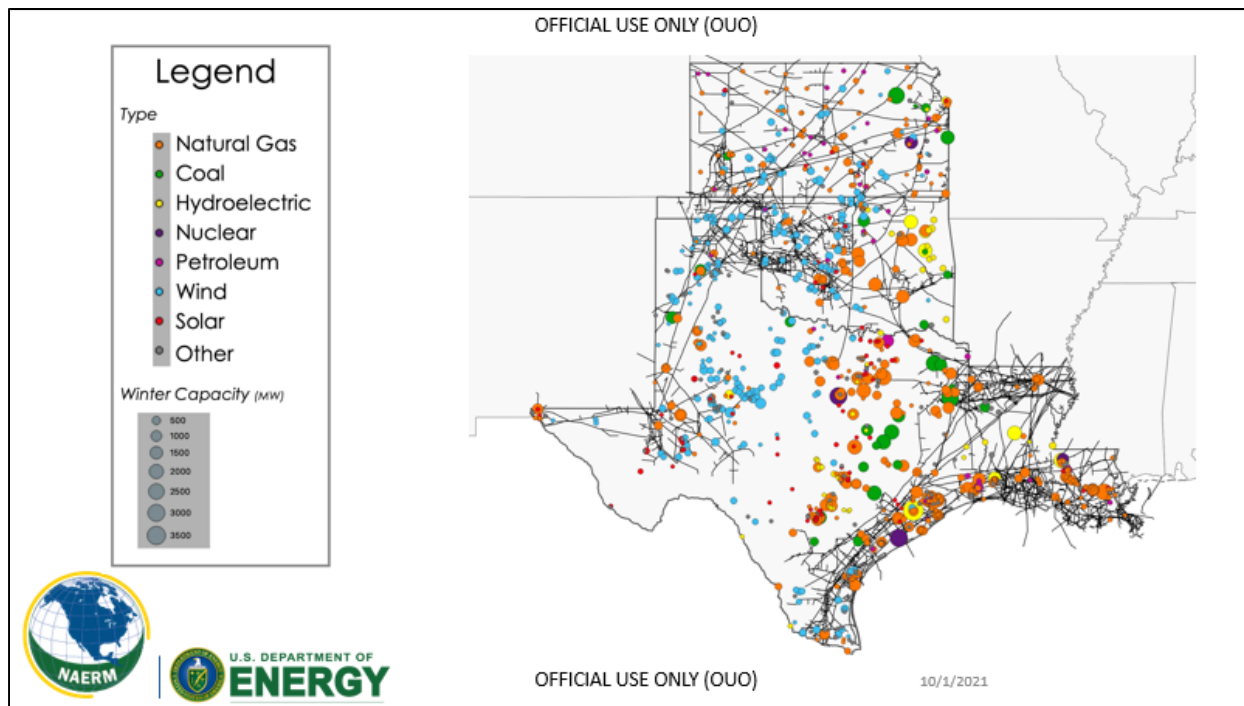 OFFICIAL USE ONLY (OUO)
Legend
Type
Natural Gas
Coal
Hydroelectric
Nuclear
Petroleum
Wind
Solar
Other
Winter Capacity (MW)
500
1000
1500
2000
2500
3000
3500
NAERM
U.S. DEPARTMENT OF
ENERGY
OFFICIAL USE ONLY (OUO)
10/1/2021